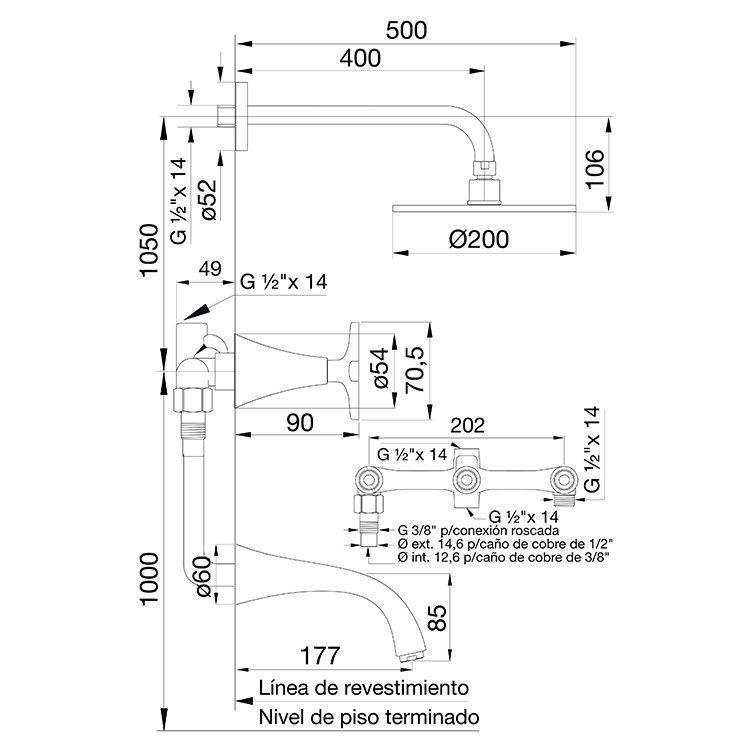 500
400
G ½"x 14
ø52
106
Ø200
1050
49
G ½"x 14
ø54
70,5
90
202
G ½"x 14
G ½"x 14
G ½"x 14
G 3/8" p/conexión roscada
Ø ext. 14,6 p/caño de cobre de 1/2"
Ø int. 12,6 p/caño de cobre de 3/8"
1000
ø60
85
177
Línea de revestimiento
Nivel de piso terminado